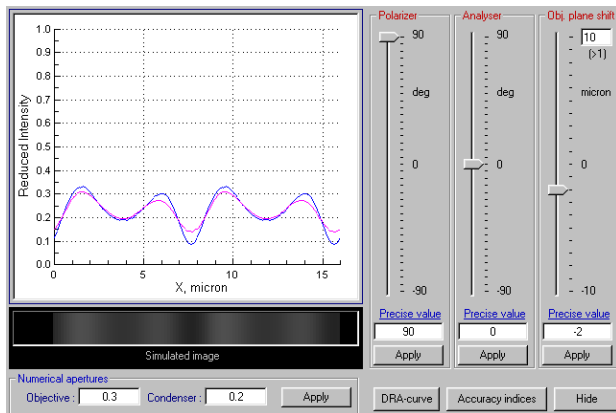 1.0
0.9
0.8
0.7
0.6
0.5
0.4
0.3
0.2
0.1
0.0
Reduced Intensity
0 5 10 15
X, micron
Simulated image
Numerical apertures
Objective : 0.3 Condenser : 0.2 Apply
Polarizer
90
deg
0
-90
Precise value
90
Apply
Analyser
90
deg
0
-90
Precise value
0
Apply
Obj. plane shift
10
(>1)
micron
0
-10
Precise value
-2
Apply
DRA-curve Accuracy indices Hide